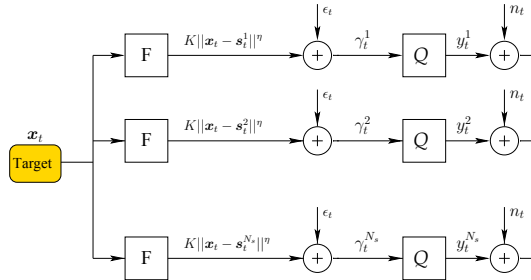 ϵ_t n_t
F K||x_t − s_t^1||^η γ_t^1 Q y_t^1
ϵ_t n_t
x_t F K||x_t − s_t^2||^η γ_t^2 Q y_t^2
Target
ϵ_t n_t
F K||x_t − s_t^{N_s}||^η γ_t^{N_s} Q y_t^{N_s}